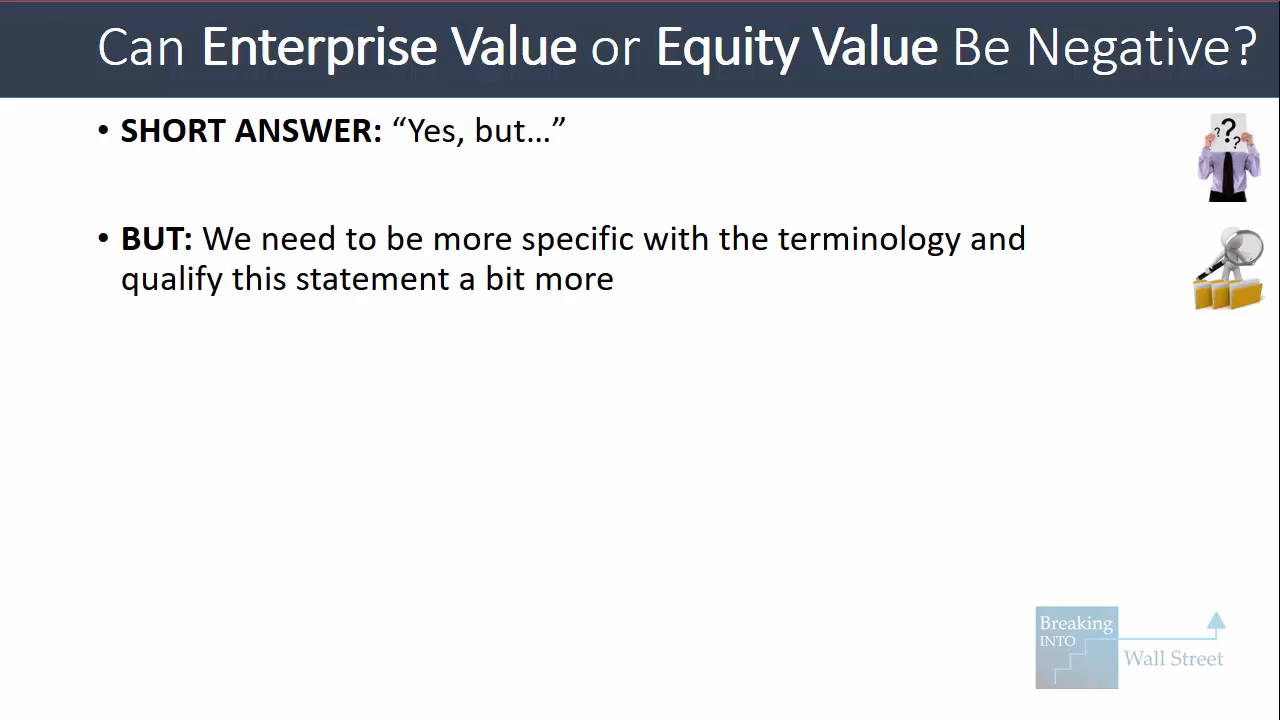 Can Enterprise Value or Equity Value Be Negative?
• SHORT ANSWER: “Yes, but…”
• BUT: We need to be more specific with the terminology and
qualify this statement a bit more
? ? ?
Breaking
INTO
Wall Street